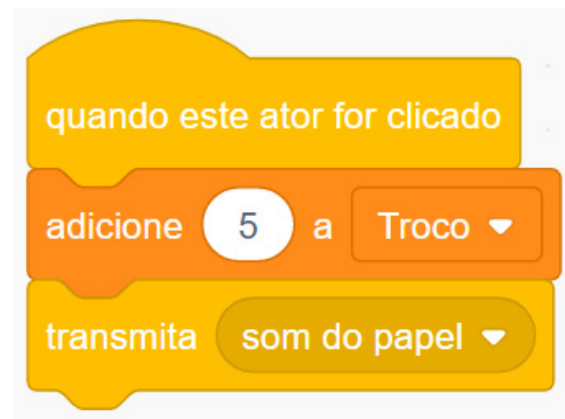 quando este ator for clicado
adicione 5 a Troco
transmita som do papel